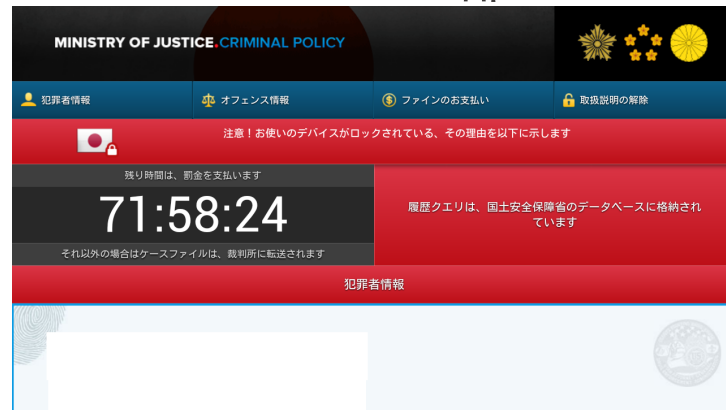 MINISTRY OF JUSTICE.CRIMINAL POLICY
犯罪者情報
オフェンス情報
ファインのお支払い
取扱説明の解除
注意！お使いのデバイスがロックされている、その理由を以下に示します
残り時間は、罰金を支払います
71:58:24
それ以外の場合はケースファイルは、裁判所に転送されます
履歴クエリは、国土安全保障省のデータベースに格納され
ています
犯罪者情報